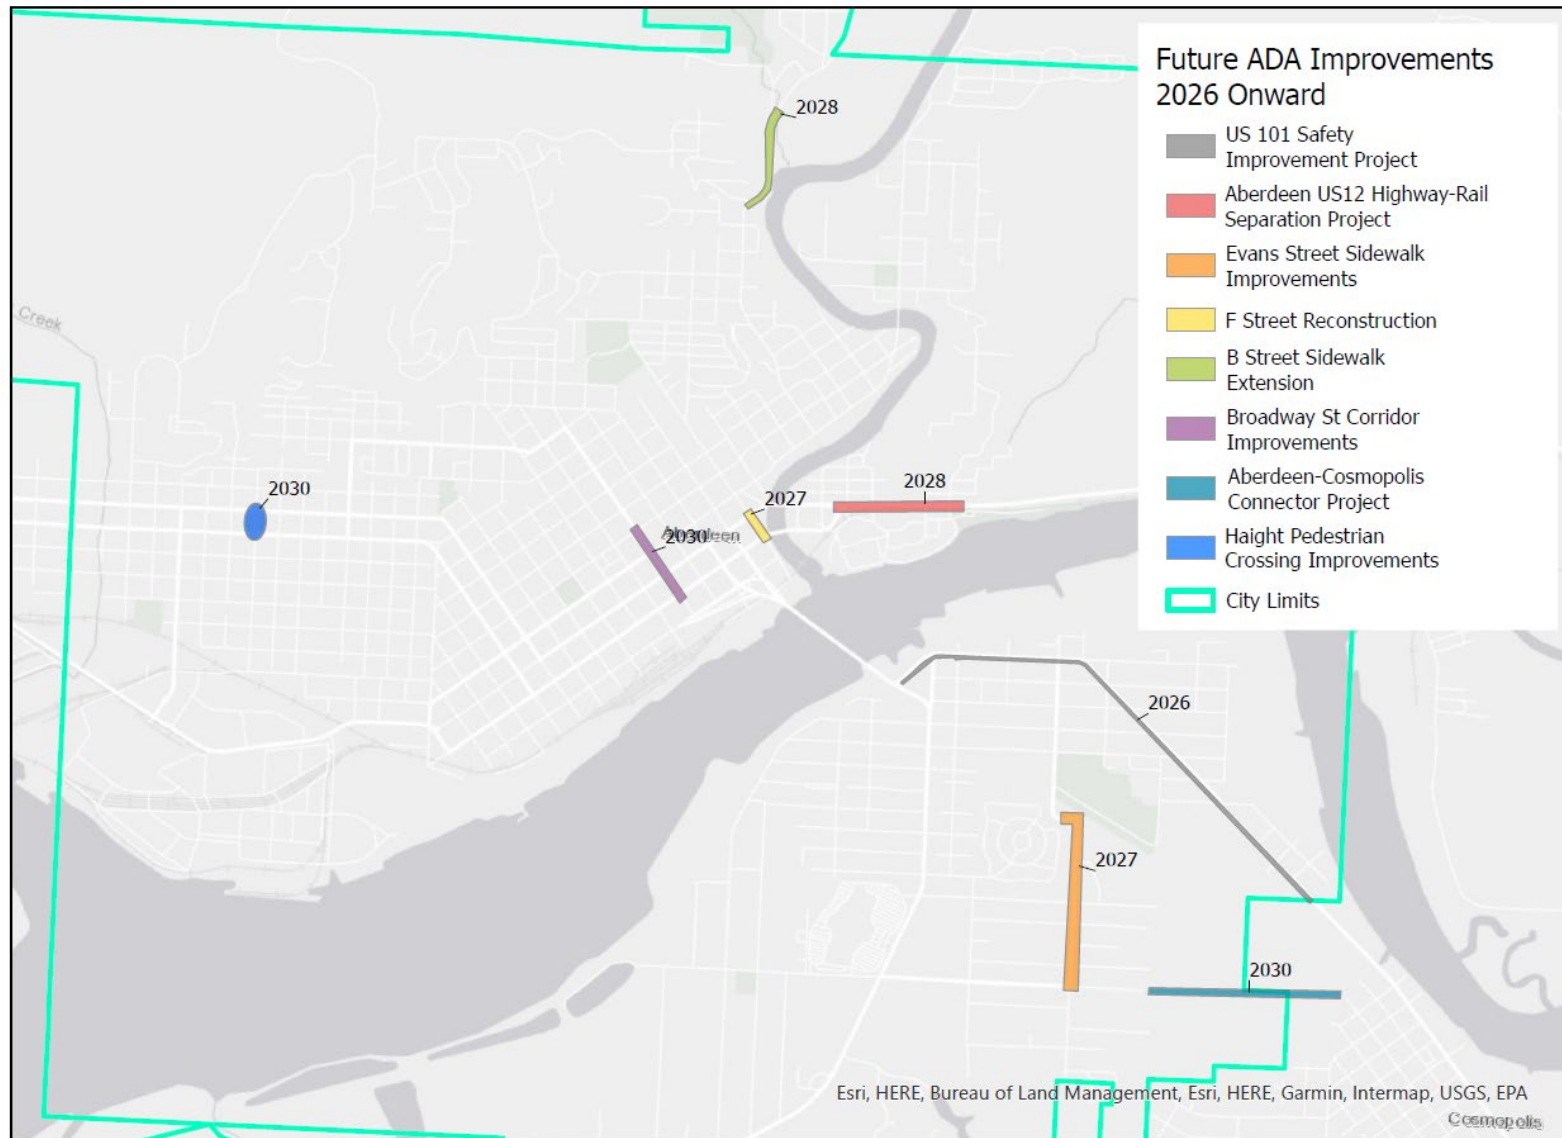 Future ADA Improvements
2026 Onward
US 101 Safety
Improvement Project
Aberdeen US12 Highway-Rail
Separation Project
Evans Street Sidewalk
Improvements
F Street Reconstruction
B Street Sidewalk
Extension
Broadway St Corridor
Improvements
Aberdeen-Cosmopolis
Connector Project
Haight Pedestrian
Crossing Improvements
City Limits
2028
Creek
2030
2027
2028
Aberdeen
2030
2026
2027
2030
Esri, HERE, Bureau of Land Management, Esri, HERE, Garmin, Intermap, USGS, EPA
Cosmopolis